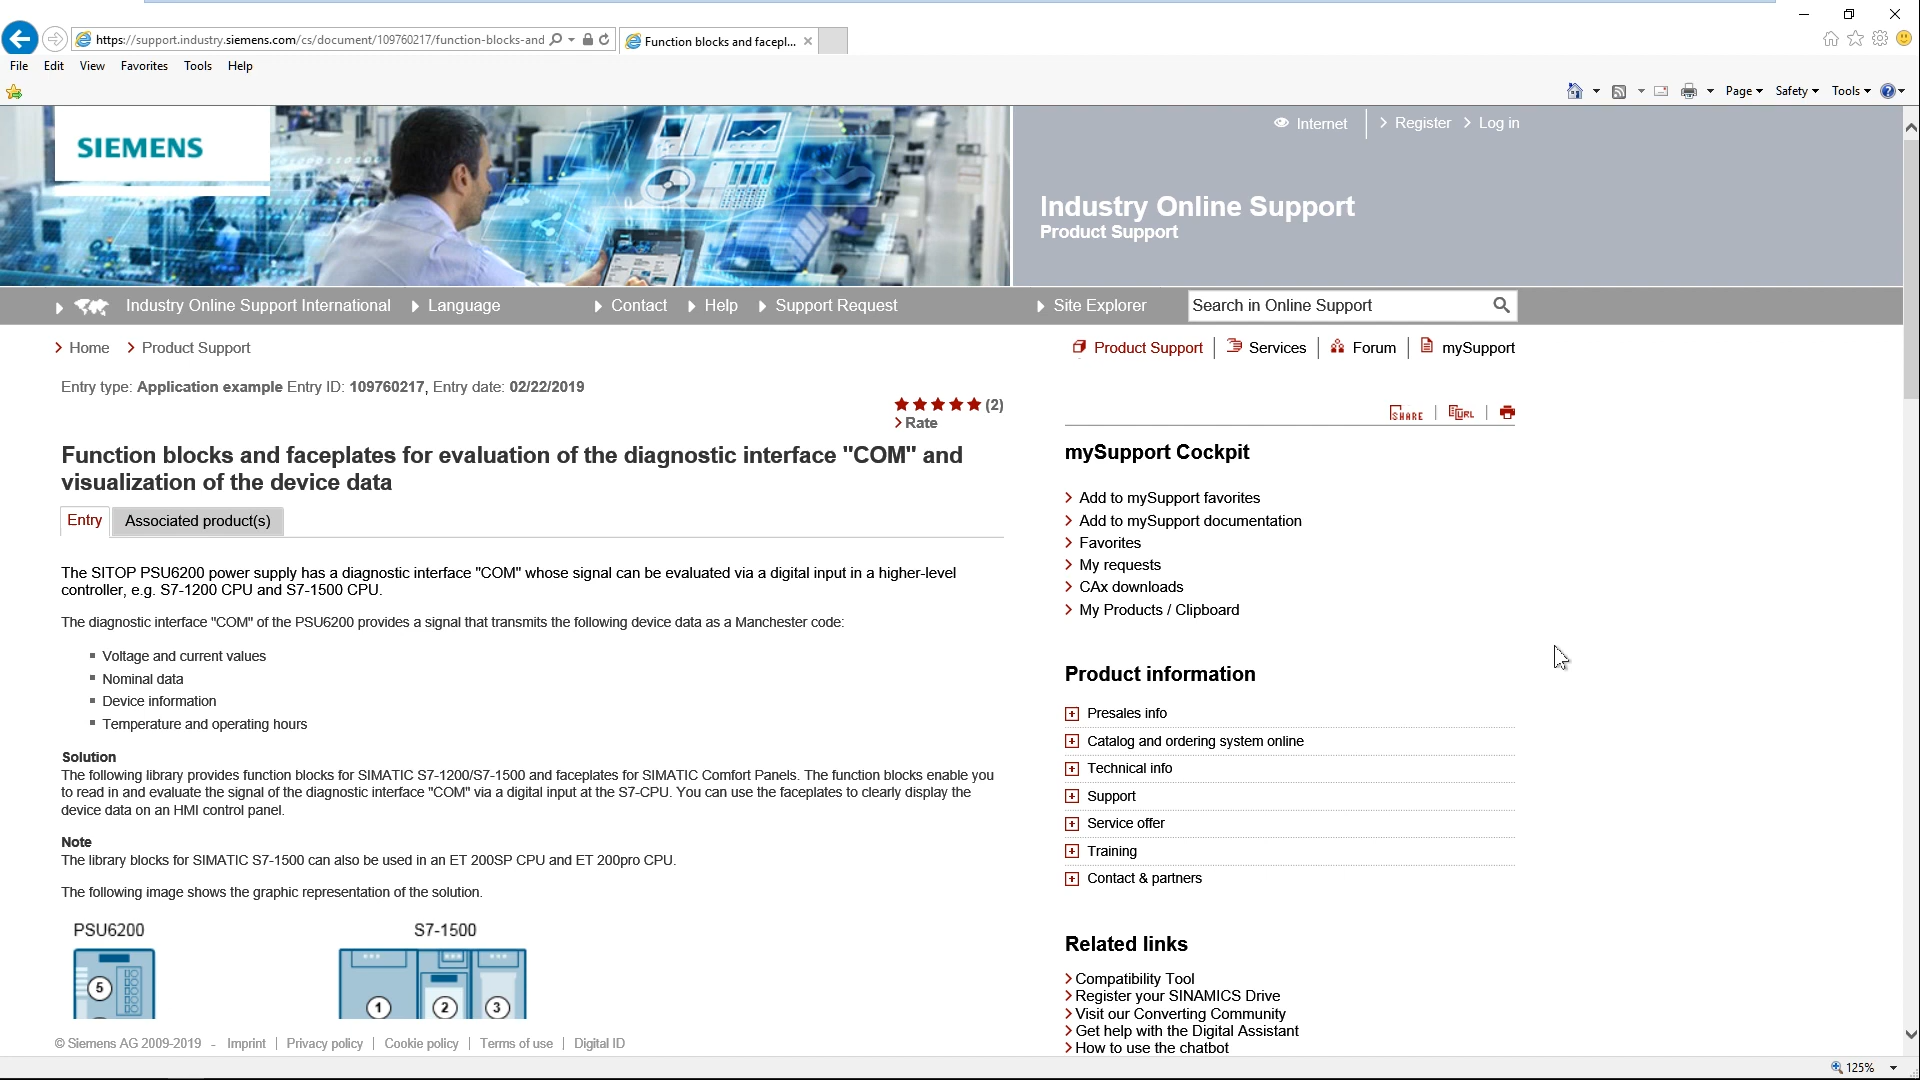 https://support.industry.siemens.com/cs/document/109760217/function-blocks-and
Function blocks and facepl...
File Edit View Favorites Tools Help
Page Safety Tools
SIEMENS
Internet Register Log in
Industry Online Support
Product Support
Industry Online Support International Language Contact Help Support Request Site Explorer Search in Online Support
Home Product Support
Product Support Services Forum mySupport
Entry type: Application example Entry ID: 109760217, Entry date: 02/22/2019
(2)
Rate
SHARE URL
Function blocks and faceplates for evaluation of the diagnostic interface "COM" and
visualization of the device data
Entry Associated product(s)
The SITOP PSU6200 power supply has a diagnostic interface "COM" whose signal can be evaluated via a digital input in a higher-level
controller, e.g. S7-1200 CPU and S7-1500 CPU.
The diagnostic interface "COM" of the PSU6200 provides a signal that transmits the following device data as a Manchester code:
Voltage and current values
Nominal data
Device information
Temperature and operating hours
Solution
The following library provides function blocks for SIMATIC S7-1200/S7-1500 and faceplates for SIMATIC Comfort Panels. The function blocks enable you
to read in and evaluate the signal of the diagnostic interface "COM" via a digital input at the S7-CPU. You can use the faceplates to clearly display the
device data on an HMI control panel.
Note
The library blocks for SIMATIC S7-1500 can also be used in an ET 200SP CPU and ET 200pro CPU.
The following image shows the graphic representation of the solution.
PSU6200 S7-1500
5 1 2 3
mySupport Cockpit
Add to mySupport favorites
Add to mySupport documentation
Favorites
My requests
CAx downloads
My Products / Clipboard
Product information
Presales info
Catalog and ordering system online
Technical info
Support
Service offer
Training
Contact & partners
Related links
Compatibility Tool
Register your SINAMICS Drive
Visit our Converting Community
Get help with the Digital Assistant
How to use the chatbot
© Siemens AG 2009-2019 - Imprint | Privacy policy | Cookie policy | Terms of use | Digital ID
125%